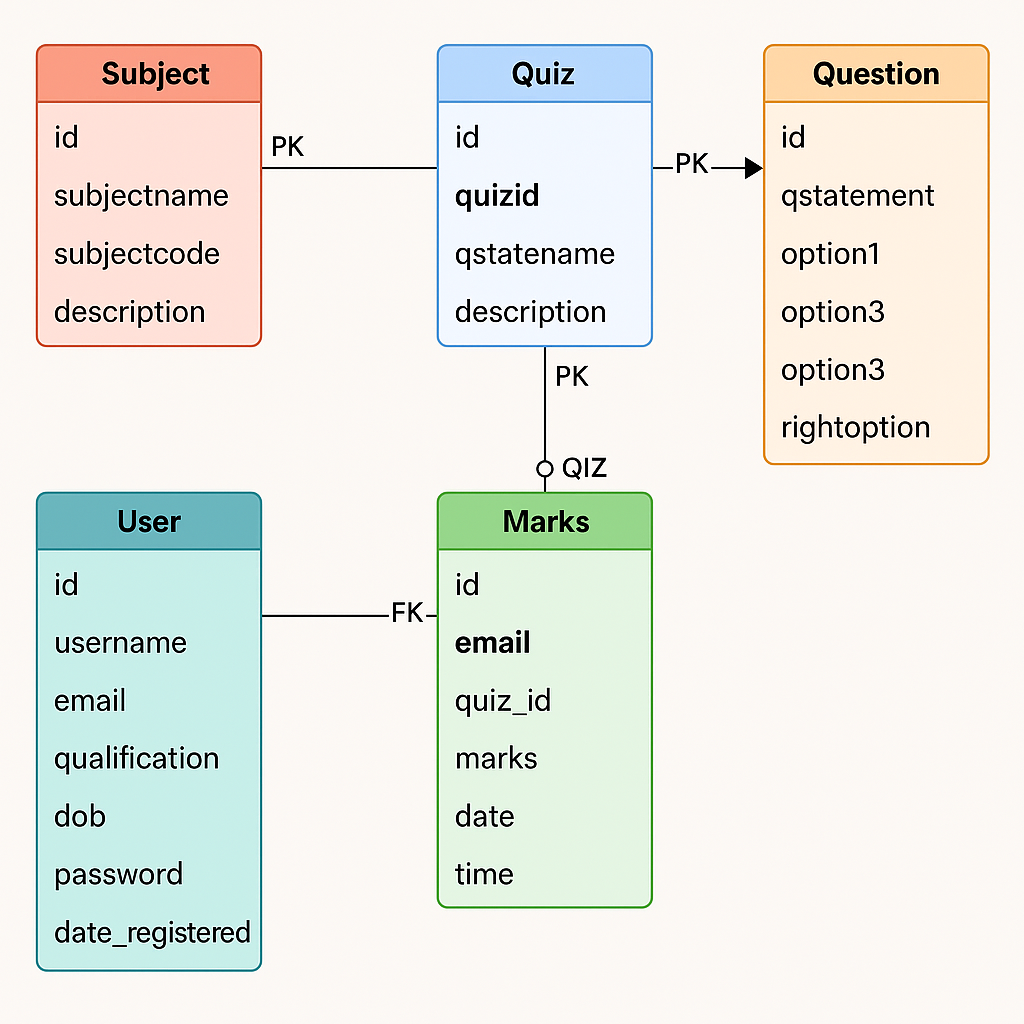 Subject
id
subjectname
subjectcode
description
PK
Quiz
id
quizid
qstatename
description
PK
Question
id
qstatement
option1
option3
option3
rightoption
PK
QIZ
User
id
username
email
qualification
dob
password
date_registered
FK
Marks
id
email
quiz_id
marks
date
time